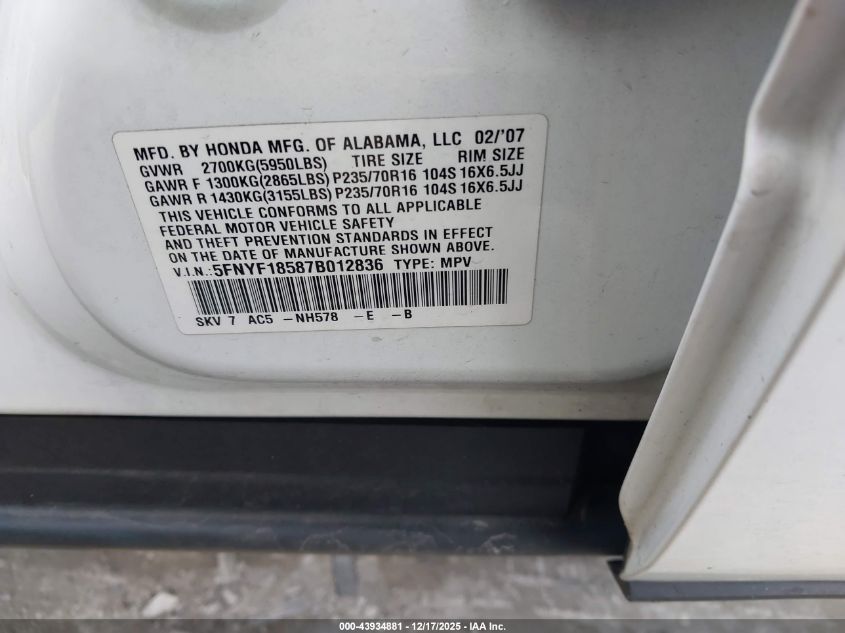 MFD. BY HONDA MFG. OF ALABAMA, LLC 02/'07
GVWR 2700KG(5950LBS) TIRE SIZE RIM SIZE
GAWR F 1300KG(2865LBS) P235/70R16 104S 16X6.5JJ
GAWR R 1430KG(3155LBS) P235/70R16 104S 16X6.5JJ
THIS VEHICLE CONFORMS TO ALL APPLICABLE
FEDERAL MOTOR VEHICLE SAFETY
AND THEFT PREVENTION STANDARDS IN EFFECT
ON THE DATE OF MANUFACTURE SHOWN ABOVE.
V.I.N.: 5FNYF18587B012836 TYPE: MPV
SKV 7 AC5 -NH578 -E -B
000-43934881 - 12/17/2025 - IAA Inc.